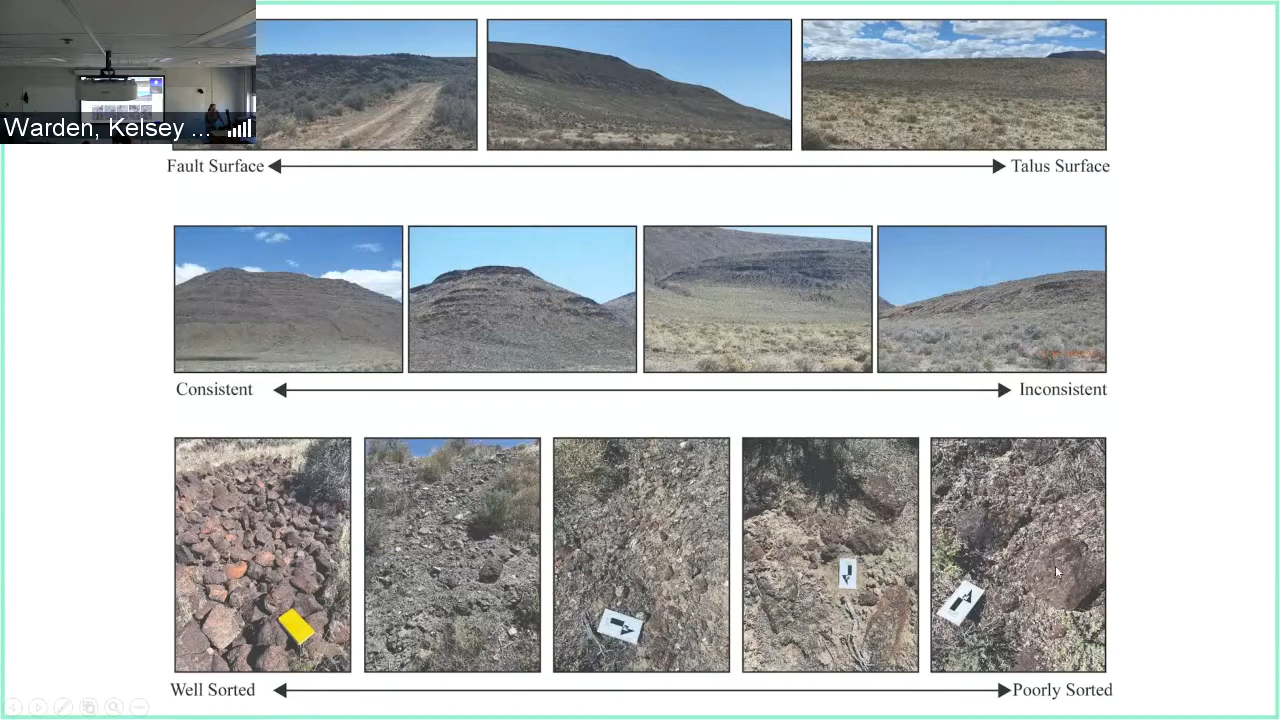 Warden, Kelsey ...
Fault Surface
Talus Surface
Consistent
Inconsistent
Well Sorted
Poorly Sorted